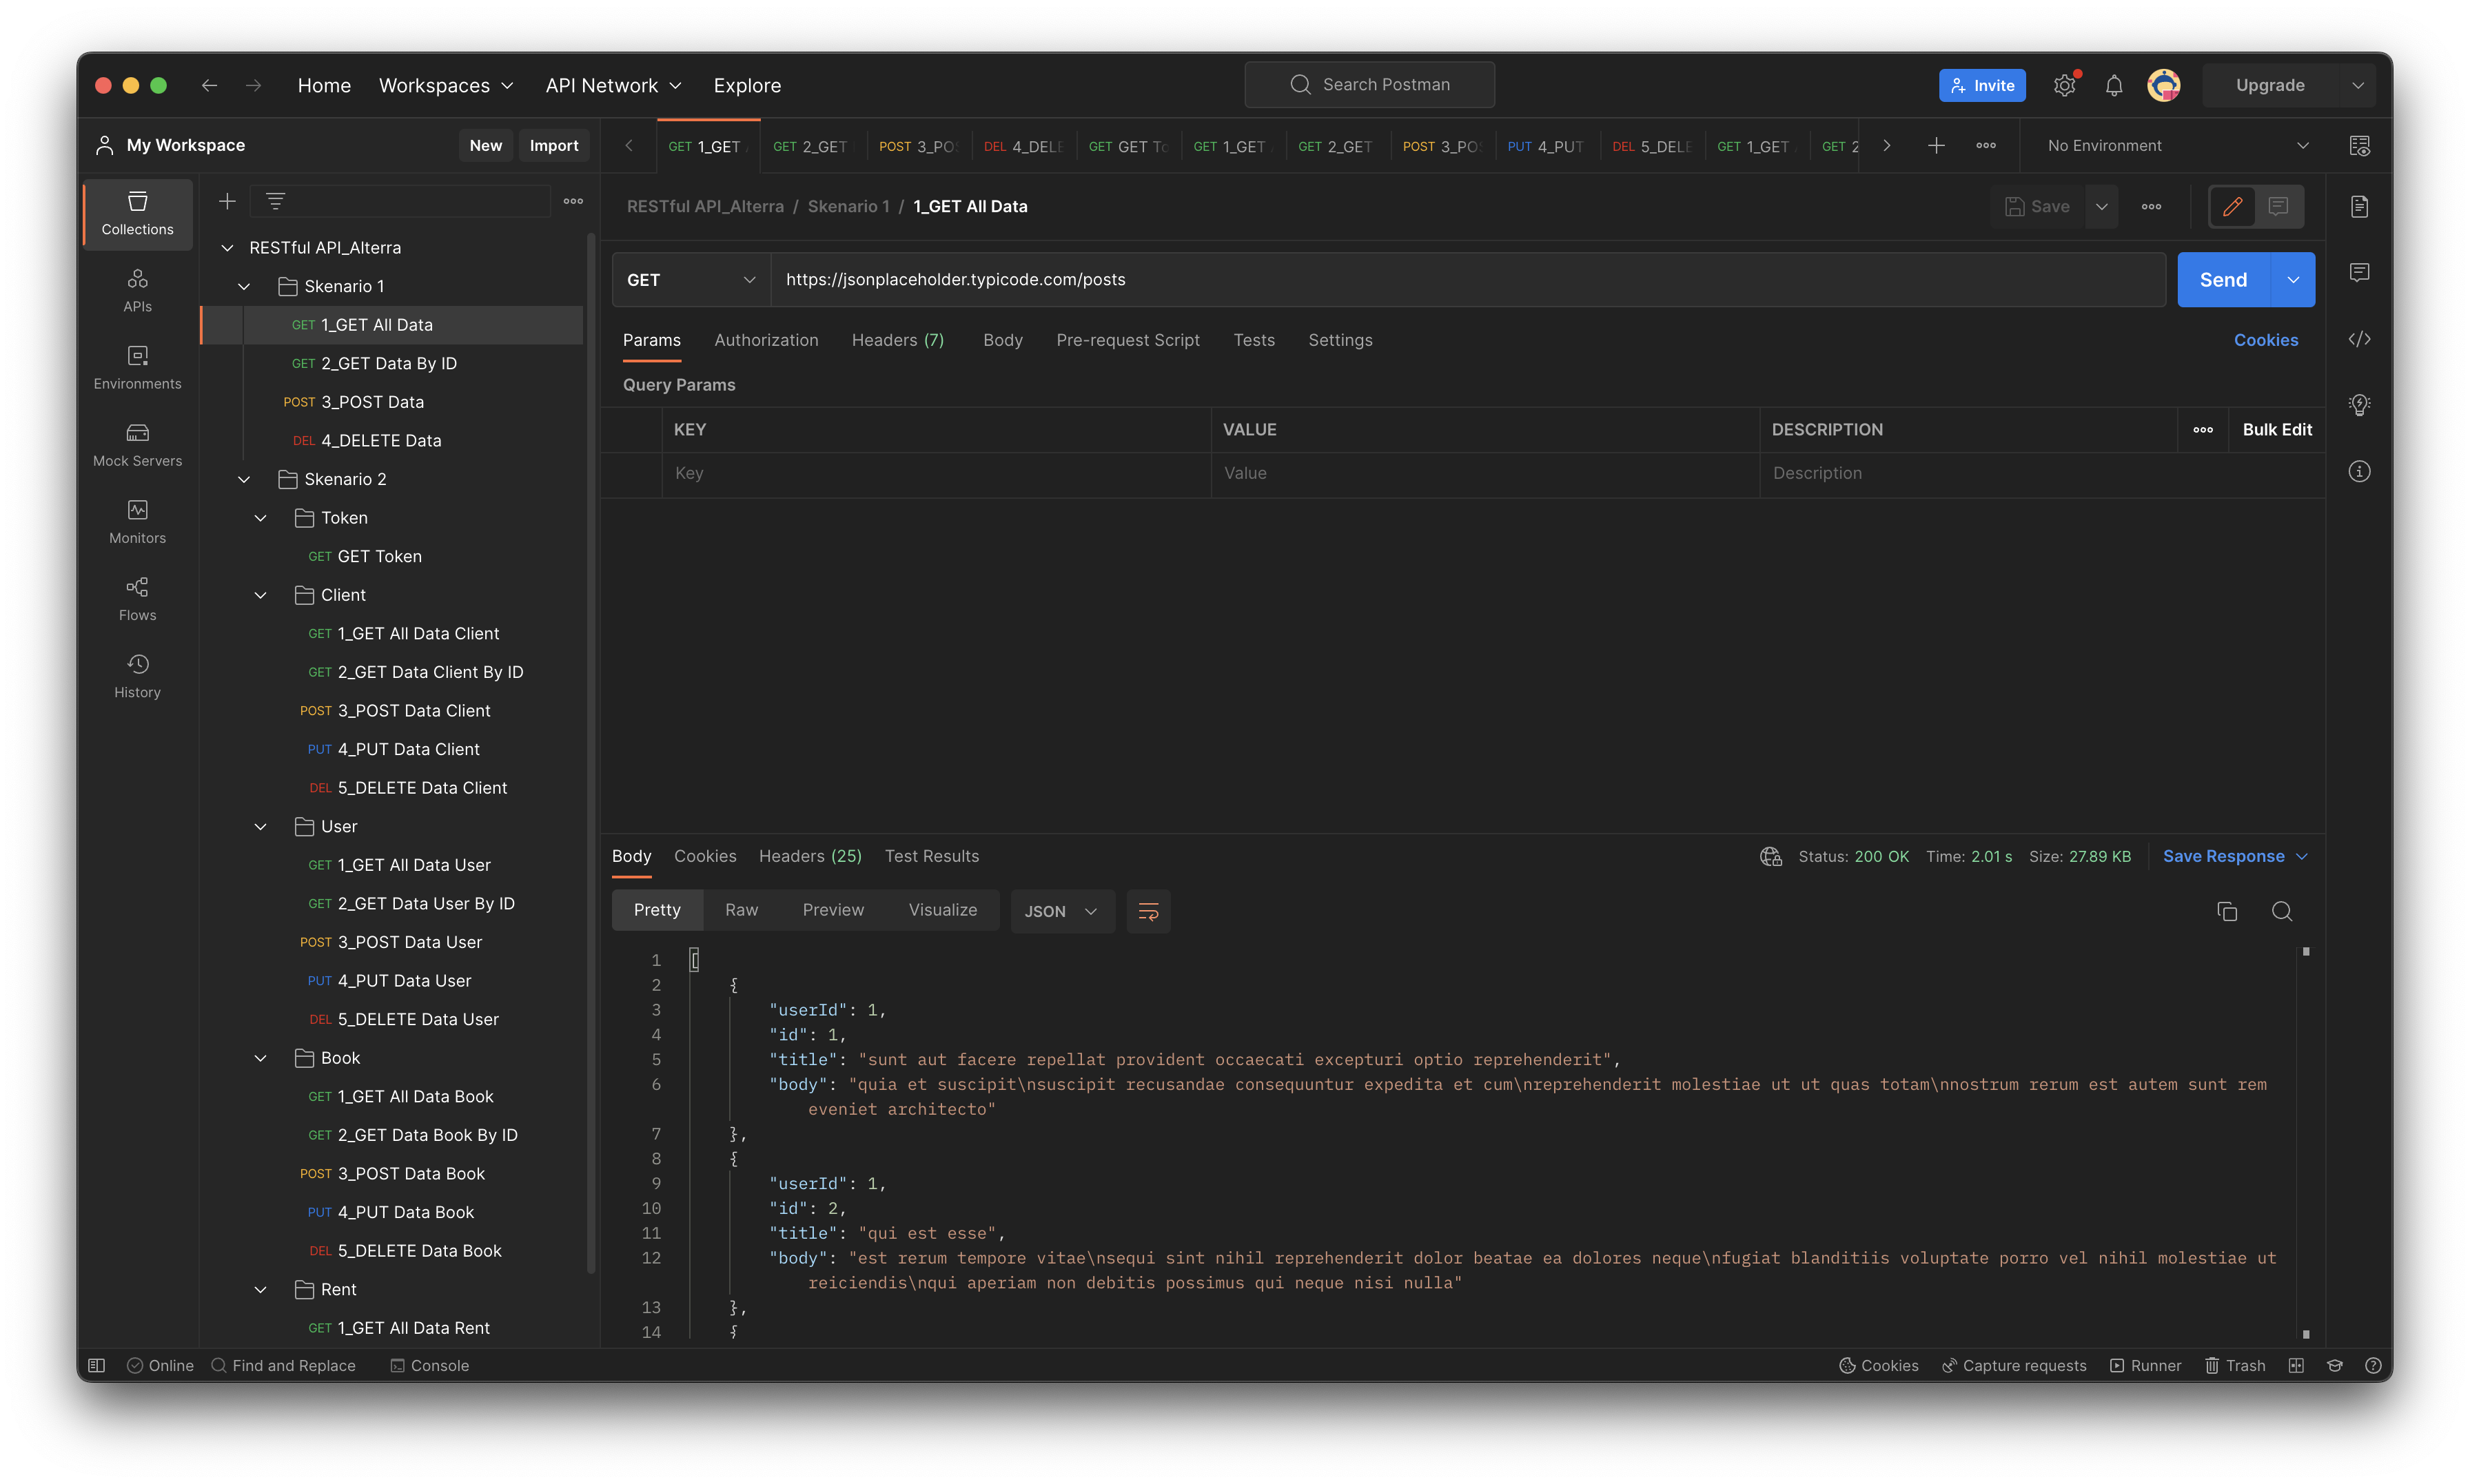 Home Workspaces API Network Explore Search Postman Invite Upgrade
My Workspace New Import
GET 1_GET GET 2_GET POST 3_POS DEL 4_DELE GET GET To GET 1_GET GET 2_GET POST 3_POS PUT 4_PUT DEL 5_DELE GET 1_GET GET 2 No Environment
Collections
APIs
Environments
Mock Servers
Monitors
Flows
History
RESTful API_Alterra
Skenario 1
GET 1_GET All Data
GET 2_GET Data By ID
POST 3_POST Data
DEL 4_DELETE Data
Skenario 2
Token
GET GET Token
Client
GET 1_GET All Data Client
GET 2_GET Data Client By ID
POST 3_POST Data Client
PUT 4_PUT Data Client
DEL 5_DELETE Data Client
User
GET 1_GET All Data User
GET 2_GET Data User By ID
POST 3_POST Data User
PUT 4_PUT Data User
DEL 5_DELETE Data User
Book
GET 1_GET All Data Book
GET 2_GET Data Book By ID
POST 3_POST Data Book
PUT 4_PUT Data Book
DEL 5_DELETE Data Book
Rent
GET 1_GET All Data Rent
RESTful API_Alterra / Skenario 1 / 1_GET All Data Save
GET https://jsonplaceholder.typicode.com/posts Send
Params Authorization Headers (7) Body Pre-request Script Tests Settings Cookies
Query Params
KEY VALUE DESCRIPTION Bulk Edit
Key Value Description
Body Cookies Headers (25) Test Results Status: 200 OK Time: 2.01 s Size: 27.89 KB Save Response
Pretty Raw Preview Visualize JSON
1 [
2 {
3 "userId": 1,
4 "id": 1,
5 "title": "sunt aut facere repellat provident occaecati excepturi optio reprehenderit",
6 "body": "quia et suscipit\nsuscipit recusandae consequuntur expedita et cum\nreprehenderit molestiae ut ut quas totam\nnostrum rerum est autem sunt rem
eveniet architecto"
7 },
8 {
9 "userId": 1,
10 "id": 2,
11 "title": "qui est esse",
12 "body": "est rerum tempore vitae\nsequi sint nihil reprehenderit dolor beatae ea dolores neque\nfugiat blanditiis voluptate porro vel nihil molestiae ut
reiciendis\nqui aperiam non debitis possimus qui neque nisi nulla"
13 },
14 {
Online Find and Replace Console Cookies Capture requests Runner Trash